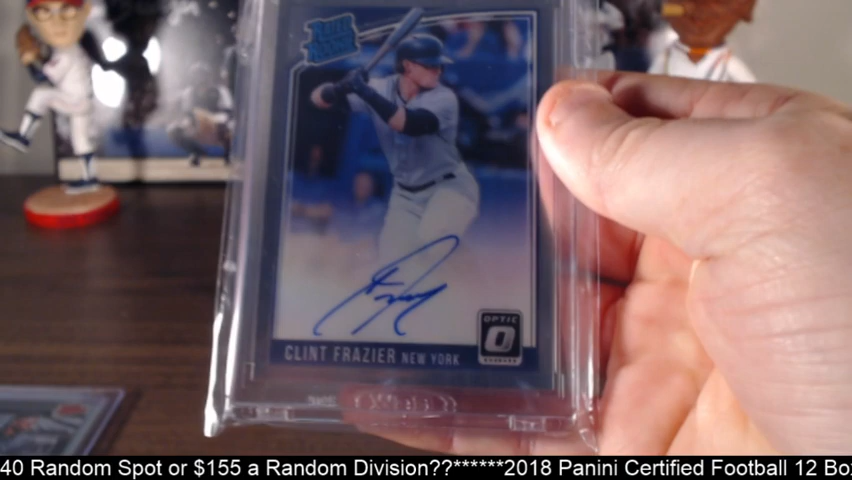 RATED
ROOKIE
OPTIC
CLINT FRAZIER NEW YORK
40 Random Spot or $155 a Random Division??******2018 Panini Certified Football 12 Box